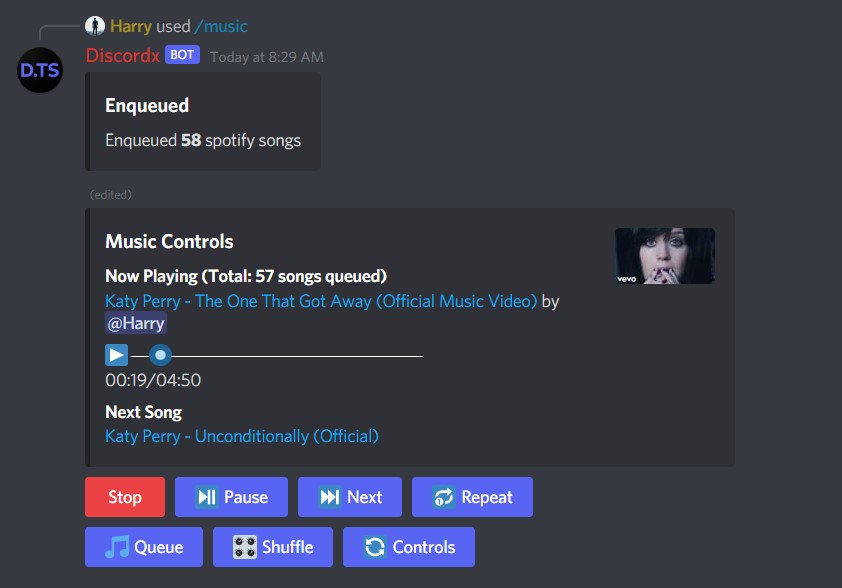 Harry used /music
D.TS
Discordx BOT Today at 8:29 AM
Enqueued
Enqueued 58 spotify songs
(edited)
Music Controls
Now Playing (Total: 57 songs queued)
Katy Perry - The One That Got Away (Official Music Video) by
@Harry
vevo
00:19/04:50
Next Song
Katy Perry - Unconditionally (Official)
Stop Pause Next Repeat
Queue Shuffle Controls